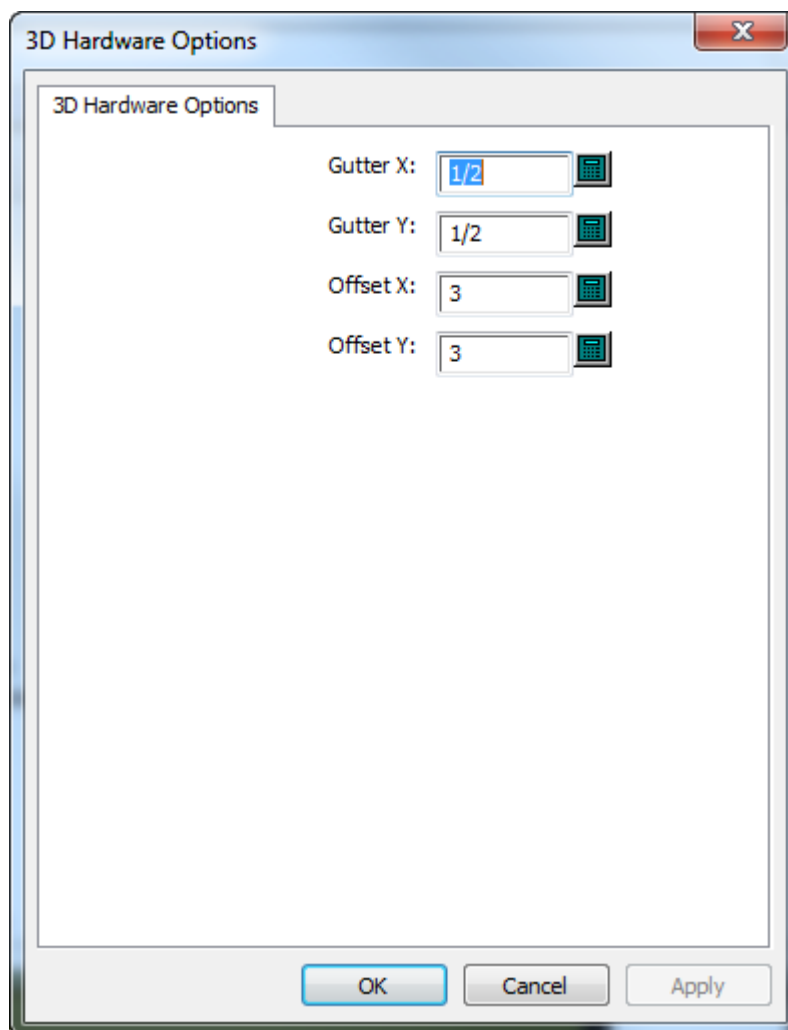 3D Hardware Options
3D Hardware Options
Gutter X: 1/2
Gutter Y: 1/2
Offset X: 3
Offset Y: 3
OK Cancel Apply